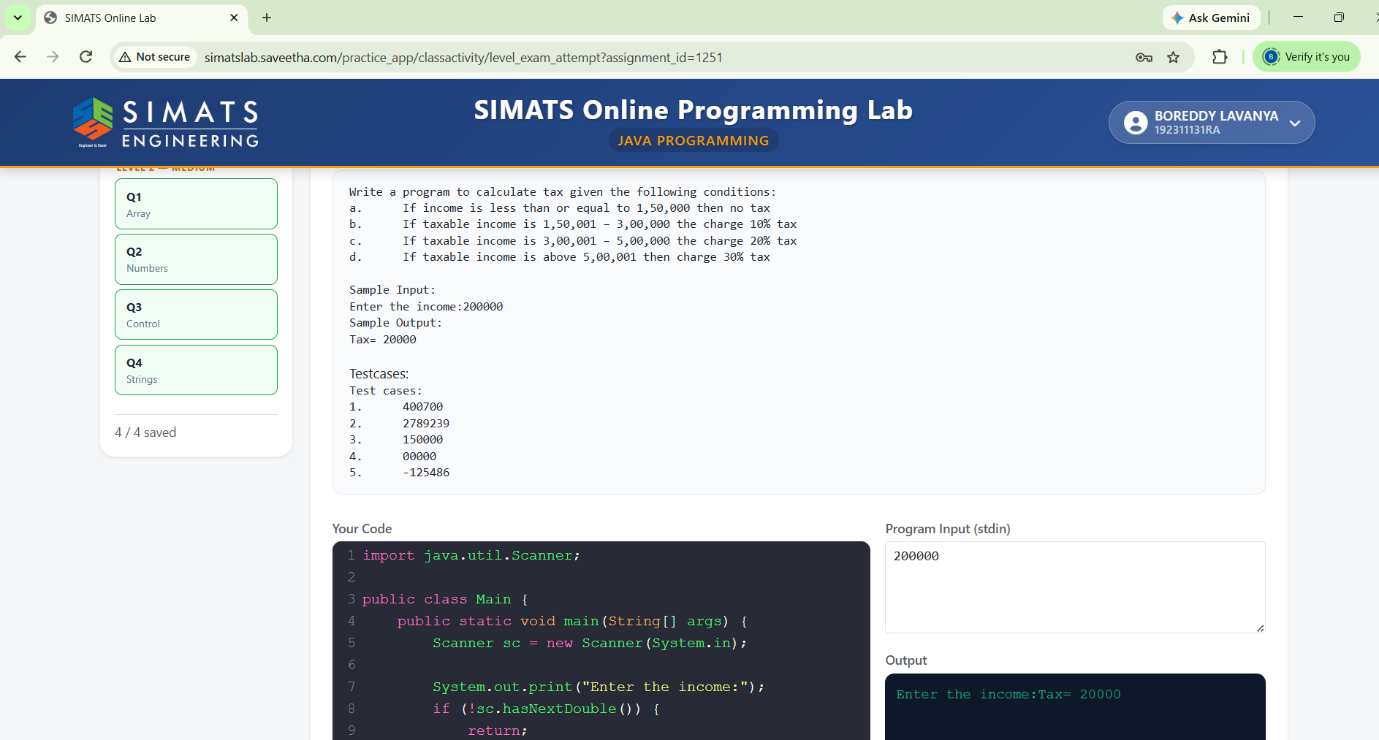 SIMATS Online Lab
Ask Gemini
Not secure
simatslab.saveetha.com/practice_app/classactivity/level_exam_attempt?assignment_id=1251
B
Verify it's you
SIMATS
ENGINEERING
Engineer to Excel
SIMATS Online Programming Lab
JAVA PROGRAMMING
BOREDDY LAVANYA
192311131RA
LEVEL 2 — MEDIUM
Q1
Array
Q2
Numbers
Q3
Control
Q4
Strings
4 / 4 saved
Write a program to calculate tax given the following conditions:
a. If income is less than or equal to 1,50,000 then no tax
b. If taxable income is 1,50,001 – 3,00,000 the charge 10% tax
c. If taxable income is 3,00,001 – 5,00,000 the charge 20% tax
d. If taxable income is above 5,00,001 then charge 30% tax
Sample Input:
Enter the income:200000
Sample Output:
Tax= 20000
Testcases:
Test cases:
1. 400700
2. 2789239
3. 150000
4. 00000
5. -125486
Your Code
1 import java.util.Scanner;
2
3 public class Main {
4 public static void main(String[] args) {
5 Scanner sc = new Scanner(System.in);
6
7 System.out.print("Enter the income:");
8 if (!sc.hasNextDouble()) {
9 return;
Program Input (stdin)
200000
Output
Enter the income:Tax= 20000